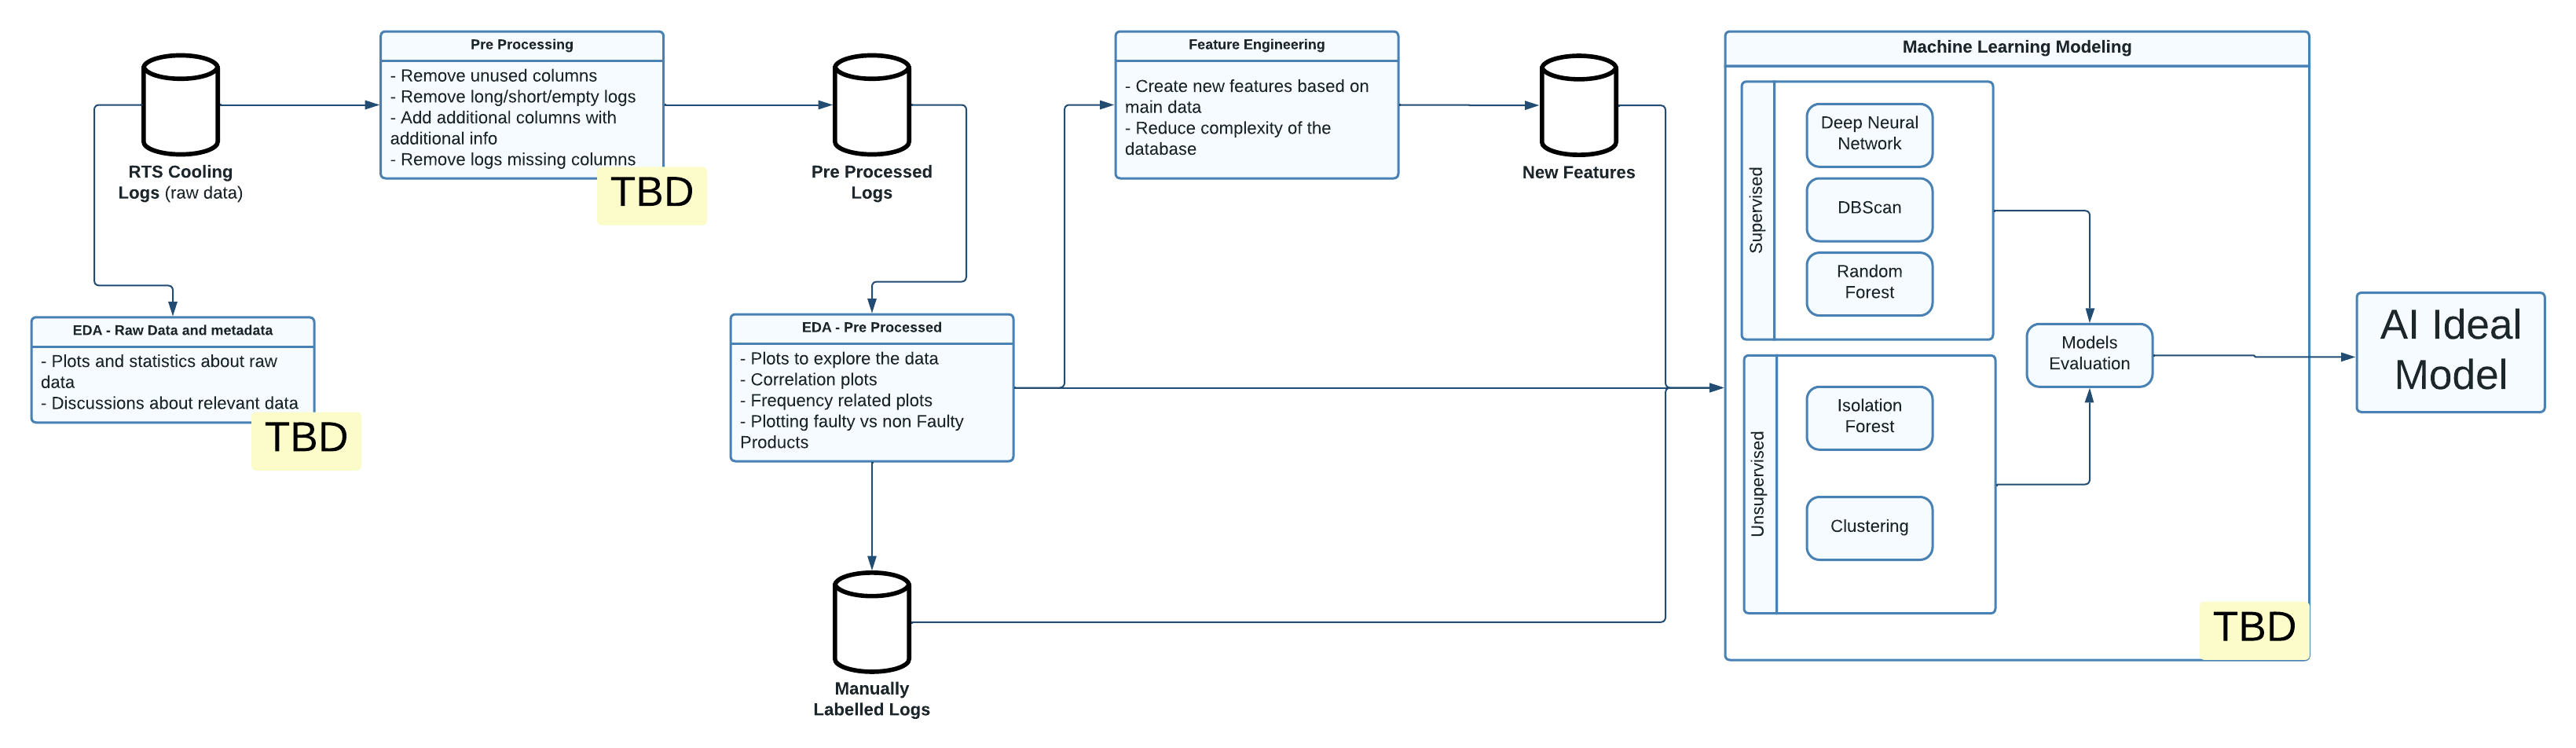 Pre Processing
- Remove unused columns
- Remove long/short/empty logs
- Add additional columns with
additional info
- Remove logs missing columns
TBD
RTS Cooling
Logs (raw data)
Pre Processed
Logs
Feature Engineering
- Create new features based on
main data
- Reduce complexity of the
database
New Features
EDA - Raw Data and metadata
- Plots and statistics about raw
data
- Discussions about relevant data
TBD
EDA - Pre Processed
- Plots to explore the data
- Correlation plots
- Frequency related plots
- Plotting faulty vs non Faulty
Products
Manually
Labelled Logs
Machine Learning Modeling
Supervised
Deep Neural
Network
DBScan
Random
Forest
Unsupervised
Isolation
Forest
Clustering
Models
Evaluation
TBD
AI Ideal
Model